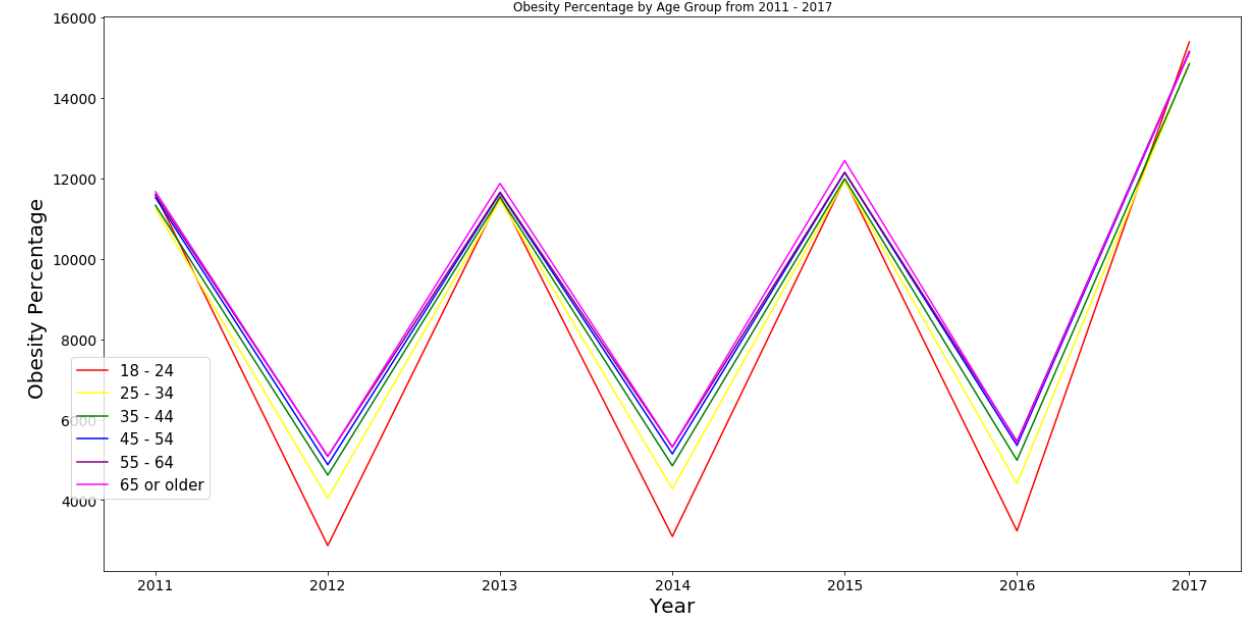 Obesity Percentage by Age Group from 2011 - 2017
16000
14000
12000
10000
8000
6000
4000
Obesity Percentage
18 - 24
25 - 34
35 - 44
45 - 54
55 - 64
65 or older
2011 2012 2013 2014 2015 2016 2017
Year